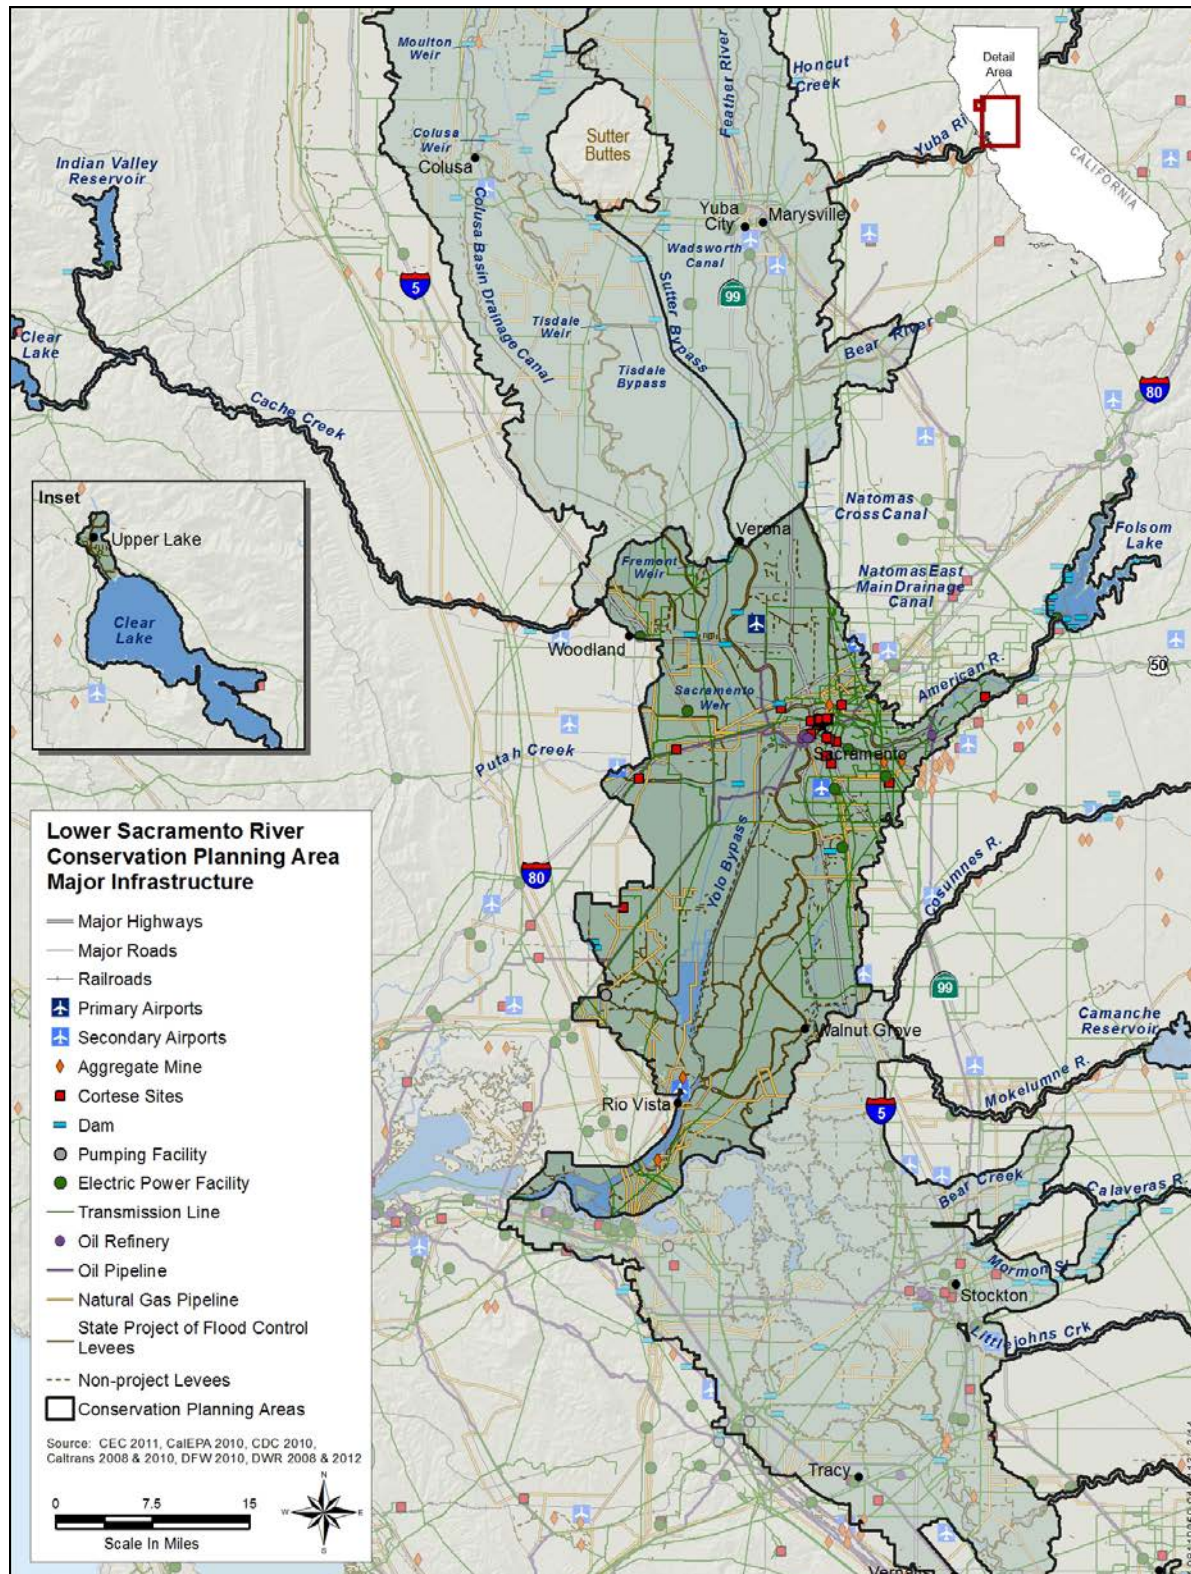 Moulton
Weir
Feather River
Honcut
Creek
Detail
Area
Yuba Ri
CALIFORNIA
Colusa
Weir
Colusa
Sutter
Buttes
Indian Valley
Reservoir
Yuba
City
Marysville
Wadsworth
Canal
Colusa Basin Drainage Canal
5
99
Sutter Bypass
Tisdale
Weir
Tisdale
Bypass
Bear River
80
Clear
Lake
Cache Creek
Inset
Upper Lake
Clear
Lake
Natomas
Cross Canal
Verona
Folsom
Lake
Fremont
Weir
Natomas East
Main Drainage
Canal
Woodland
50
American R.
Sacramento
Weir
Sacramento
Putah Creek
Yolo Bypass
80
Cosumnes R.
99
Walnut Grove
Camanche
Reservoir
Mokelumne R.
Rio Vista
5
Bear Creek
Calaveras R.
Mormon Sl.
Stockton
Littlejohns Crk
Tracy
Lower Sacramento River
Conservation Planning Area
Major Infrastructure
Major Highways
Major Roads
Railroads
Primary Airports
Secondary Airports
Aggregate Mine
Cortese Sites
Dam
Pumping Facility
Electric Power Facility
Transmission Line
Oil Refinery
Oil Pipeline
Natural Gas Pipeline
State Project of Flood Control
Levees
Non-project Levees
Conservation Planning Areas
Source: CEC 2011, CalEPA 2010, CDC 2010,
Caltrans 2008 & 2010, DFW 2010, DWR 2008 & 2012
0 7.5 15
Scale In Miles
N
W E
S